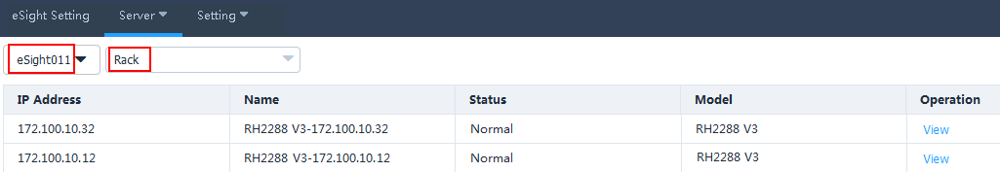 eSight Setting Server Setting
eSight011 Rack
IP Address Name Status Model Operation
172.100.10.32 RH2288 V3-172.100.10.32 Normal RH2288 V3 View
172.100.10.12 RH2288 V3-172.100.10.12 Normal RH2288 V3 View